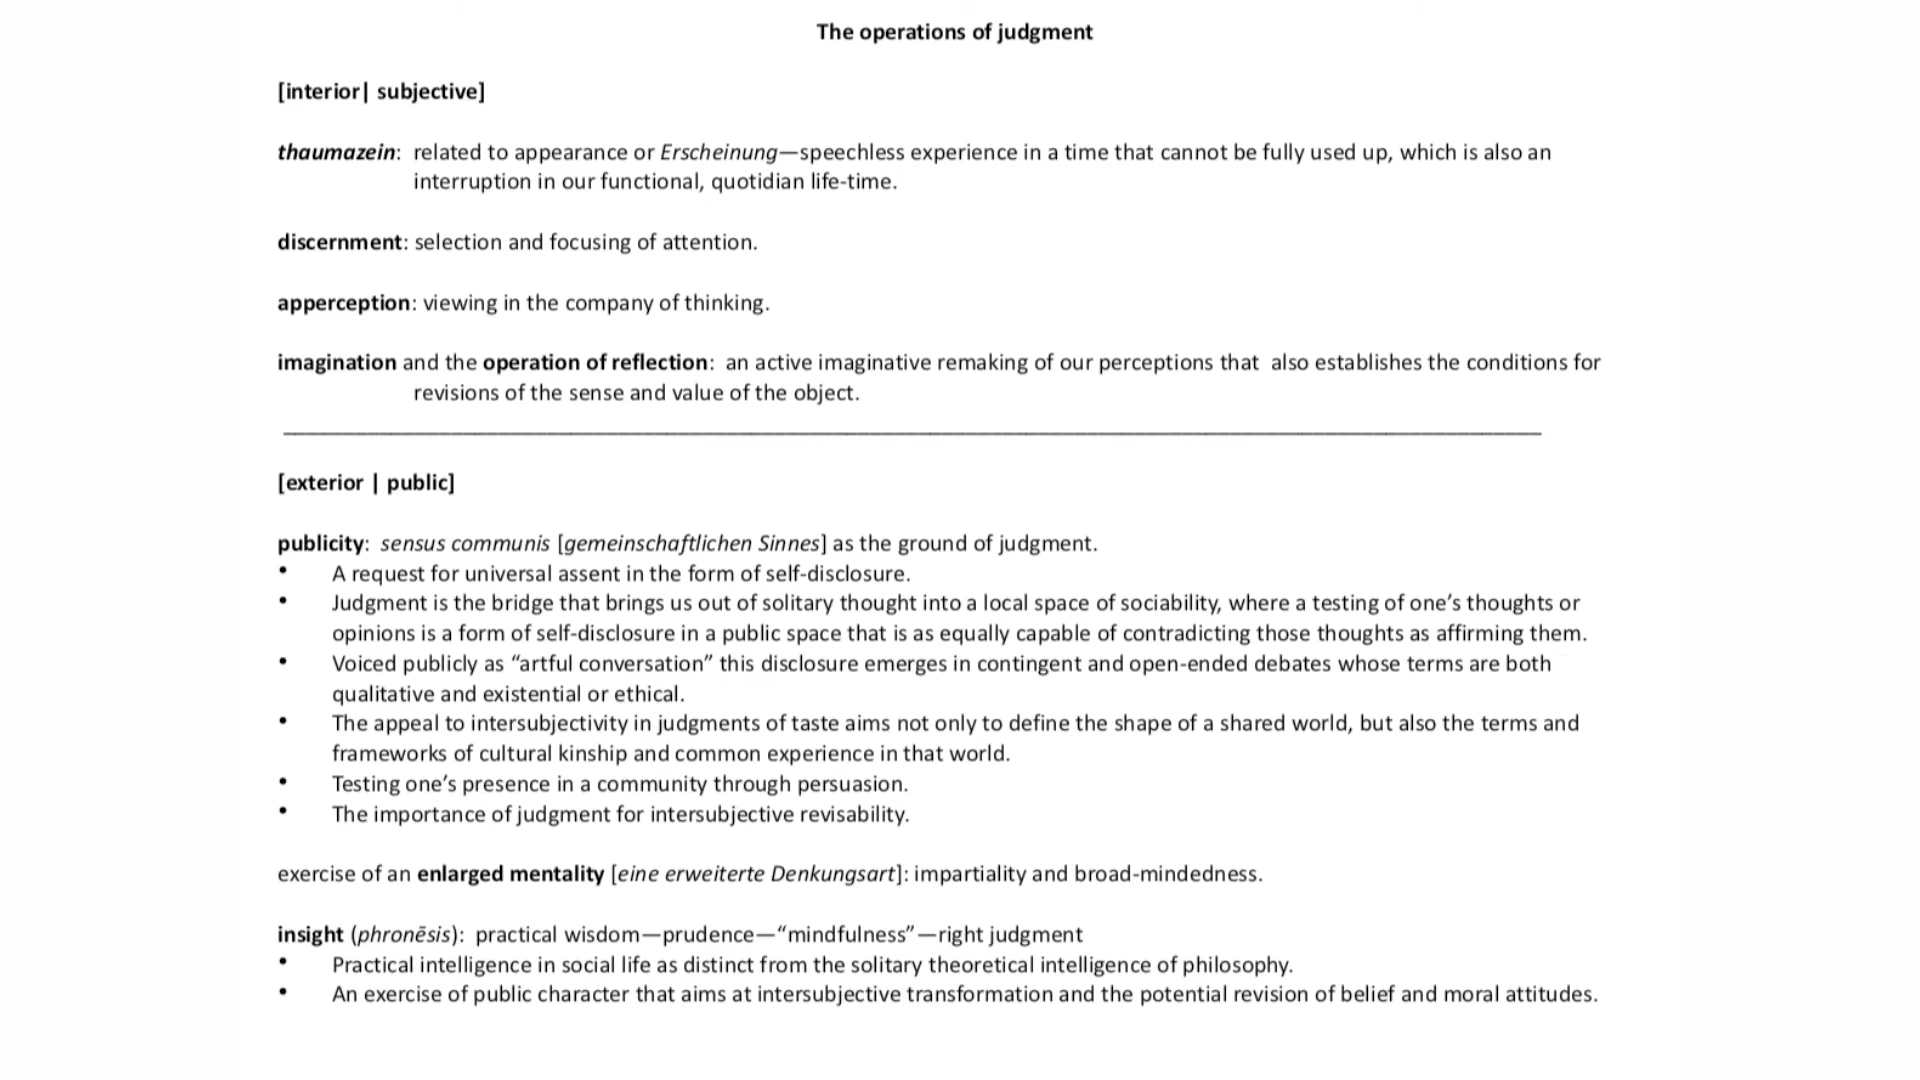 The operations of judgment
[interior| subjective]
thaumazein: related to appearance or Erscheinung—speechless experience in a time that cannot be fully used up, which is also an
interruption in our functional, quotidian life-time.
discernment: selection and focusing of attention.
apperception: viewing in the company of thinking.
imagination and the operation of reflection: an active imaginative remaking of our perceptions that also establishes the conditions for
revisions of the sense and value of the object.
[exterior | public]
publicity: sensus communis [gemeinschaftlichen Sinnes] as the ground of judgment.
• A request for universal assent in the form of self-disclosure.
• Judgment is the bridge that brings us out of solitary thought into a local space of sociability, where a testing of one’s thoughts or
opinions is a form of self-disclosure in a public space that is as equally capable of contradicting those thoughts as affirming them.
• Voiced publicly as “artful conversation” this disclosure emerges in contingent and open-ended debates whose terms are both
qualitative and existential or ethical.
• The appeal to intersubjectivity in judgments of taste aims not only to define the shape of a shared world, but also the terms and
frameworks of cultural kinship and common experience in that world.
• Testing one’s presence in a community through persuasion.
• The importance of judgment for intersubjective revisability.
exercise of an enlarged mentality [eine erweiterte Denkungsart]: impartiality and broad-mindedness.
insight (phronēsis): practical wisdom—prudence—“mindfulness”—right judgment
• Practical intelligence in social life as distinct from the solitary theoretical intelligence of philosophy.
• An exercise of public character that aims at intersubjective transformation and the potential revision of belief and moral attitudes.